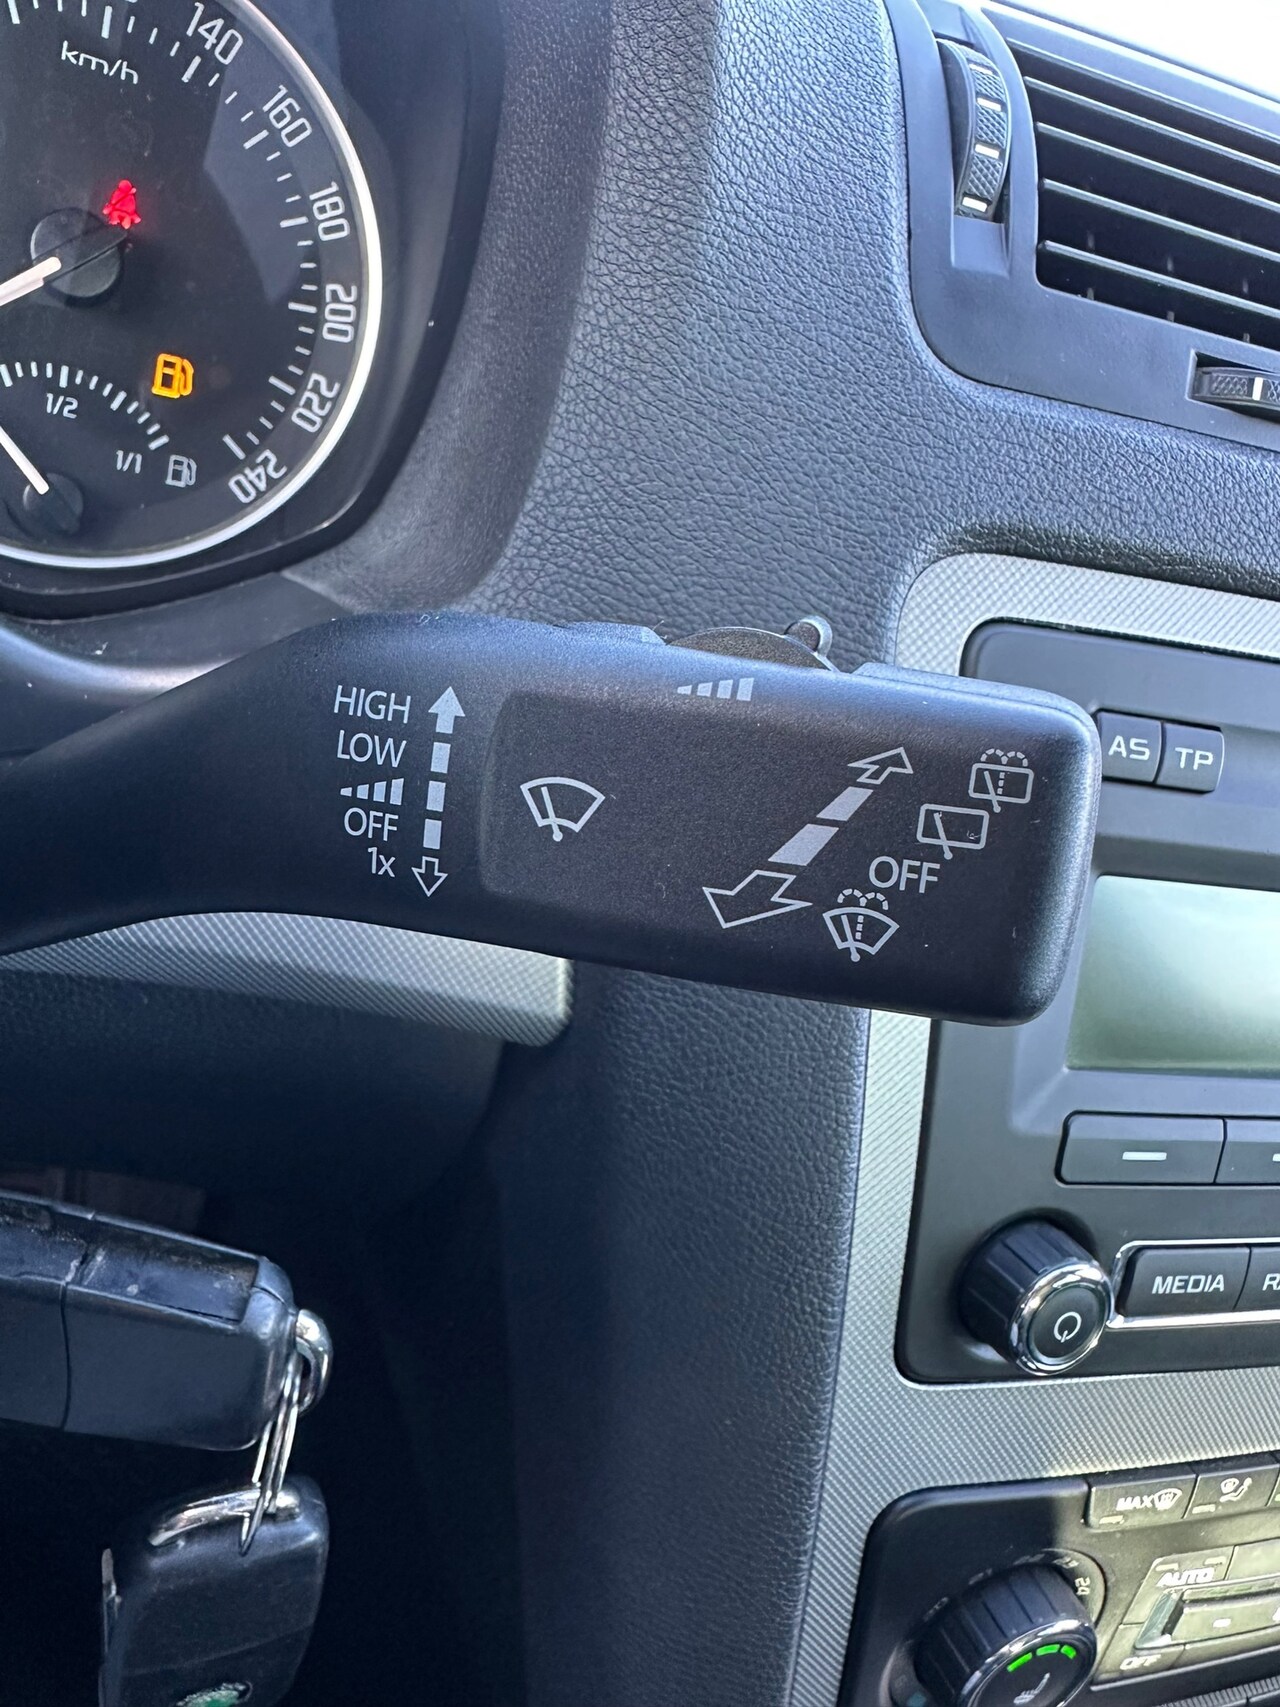 140
km/h
160
180
200
220
240
1/2
1/1
HIGH
LOW
OFF
1x
OFF
AS
TP
MEDIA
MAX
AUTO
OFF